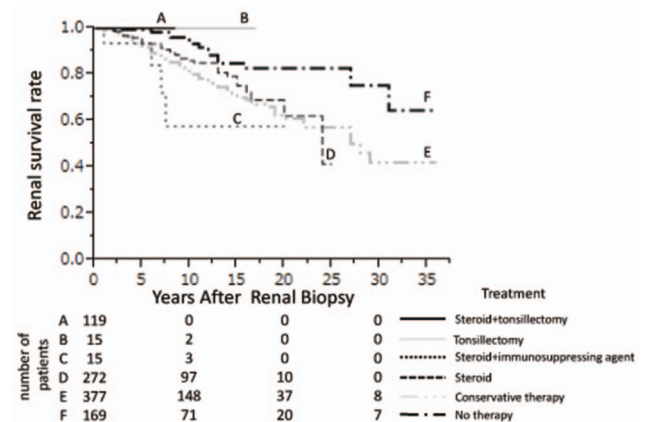 A B
1.0
0.8
F
0.6
C
0.4
D E
0.2
0.0
0 5 10 15 20 25 30 35
Renal survival rate
Years After Renal Biopsy
Treatment
number of
patients
A 119 0 0 0 Steroid+tonsillectomy
B 15 2 0 0 Tonsillectomy
C 15 3 0 0 Steroid+immunosuppressing agent
D 272 97 10 0 Steroid
E 377 148 37 8 Conservative therapy
F 169 71 20 7 No therapy